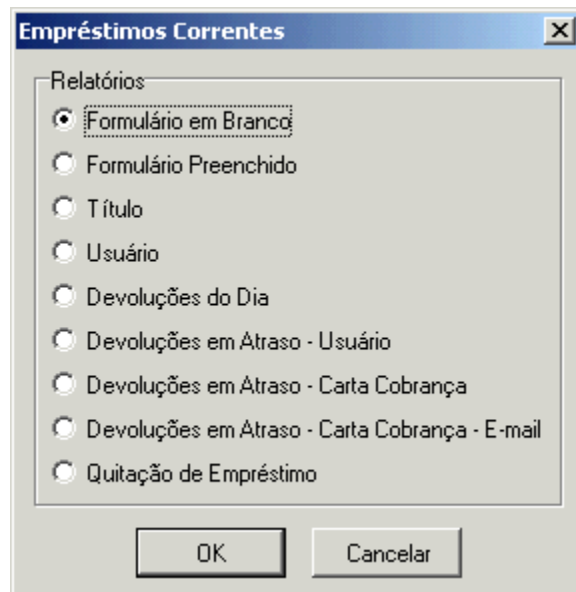 Empréstimos Correntes
Relatórios
Formulário em Branco
Formulário Preenchido
Título
Usuário
Devoluções do Dia
Devoluções em Atraso - Usuário
Devoluções em Atraso - Carta Cobrança
Devoluções em Atraso - Carta Cobrança - E-mail
Quitação de Empréstimo
OK Cancelar